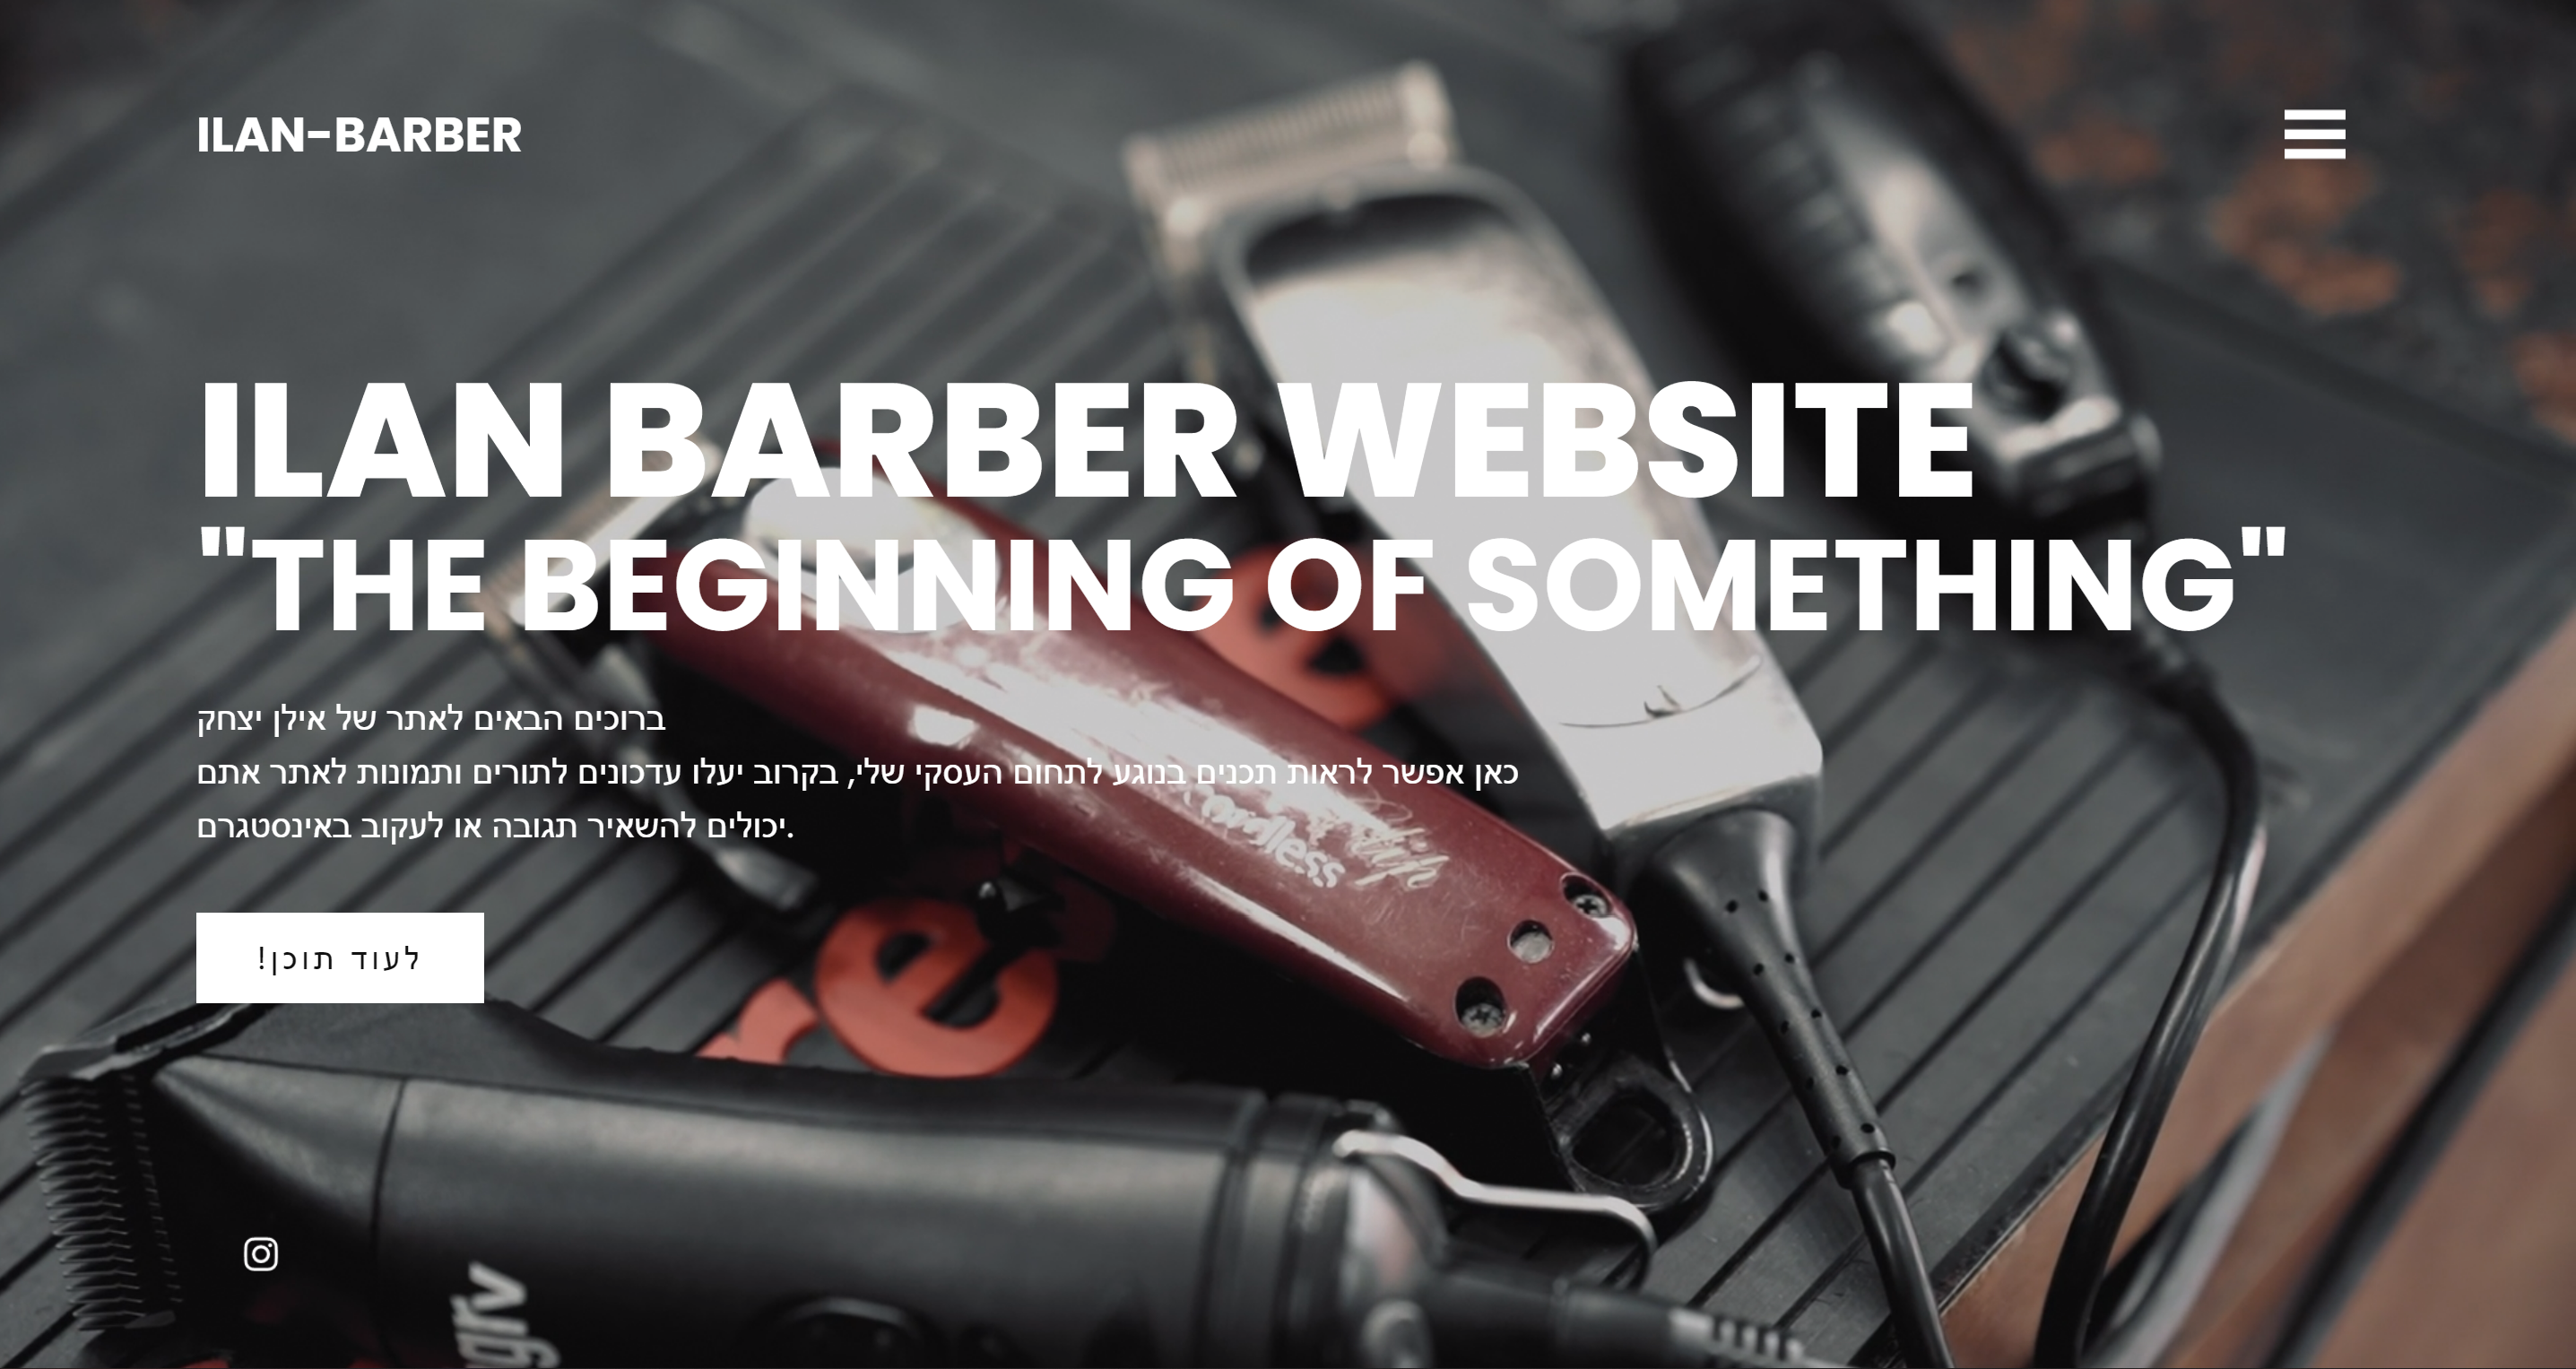 ILAN-BARBER
ILAN BARBER WEBSITE
"THE BEGINNING OF SOMETHING"
ברוכים הבאים לאתר של אילן יצחק
כאן אפשר לראות תכנים בנוגע לתחום העסקי שלי, בקרוב יעלו עדכונים לתורים ותמונות לאתר אתם
יכולים להשאיר תגובה או לעקוב באינסטגרם.
לעוד תוכן!
cordless
re